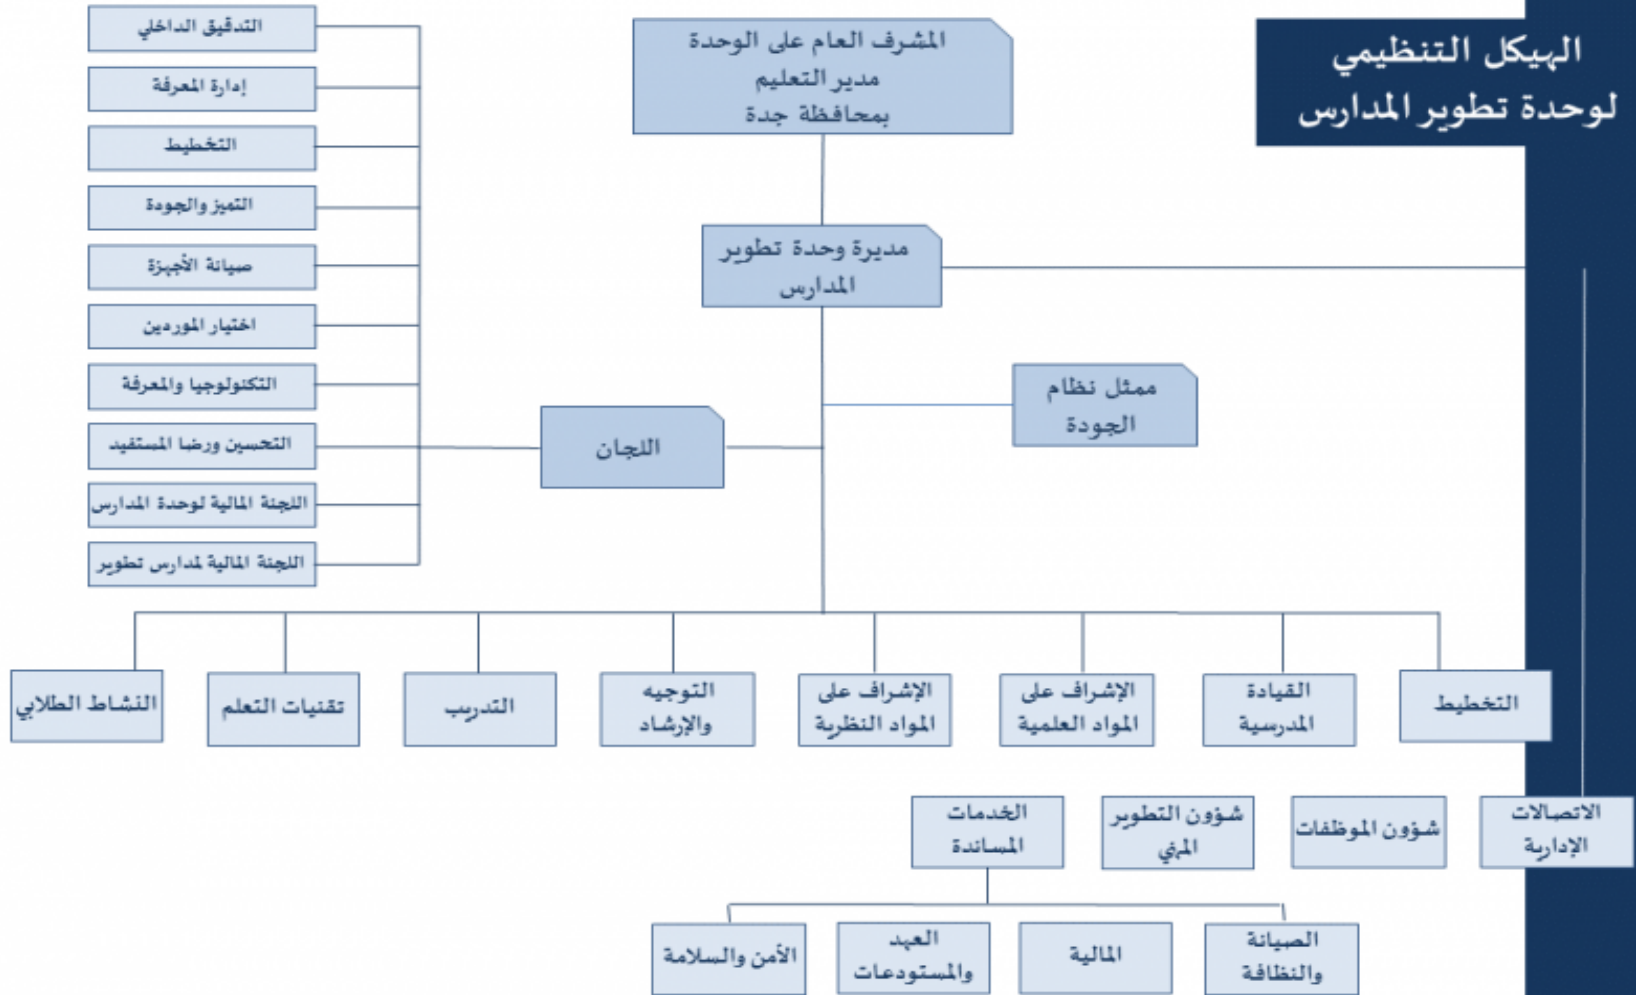 الهيكل التنظيمي
لوحدة تطوير المدارس
المشرف العام على الوحدة
مدير التعليم
بمحافظة جدة
مديرة وحدة تطوير
المدارس
ممثل نظام
الجودة
اللجان
التدقيق الداخلي
إدارة المعرفة
التخطيط
التميز والجودة
صيانة الأجهزة
اختيار الموردين
التكنولوجيا والمعرفة
التحسين ورضا المستفيد
اللجنة المالية لوحدة المدارس
اللجنة المالية لمدارس تطوير
التخطيط
القيادة
المدرسية
الإشراف على
المواد العلمية
الإشراف على
المواد النظرية
التوجيه
والإرشاد
التدريب
تقنيات التعلم
النشاط الطلابي
الاتصالات
الإدارية
شؤون الموظفات
شؤون التطوير
المهني
الخدمات
المساندة
الصيانة
والنظافة
المالية
العهد
والمستودعات
الأمن والسلامة